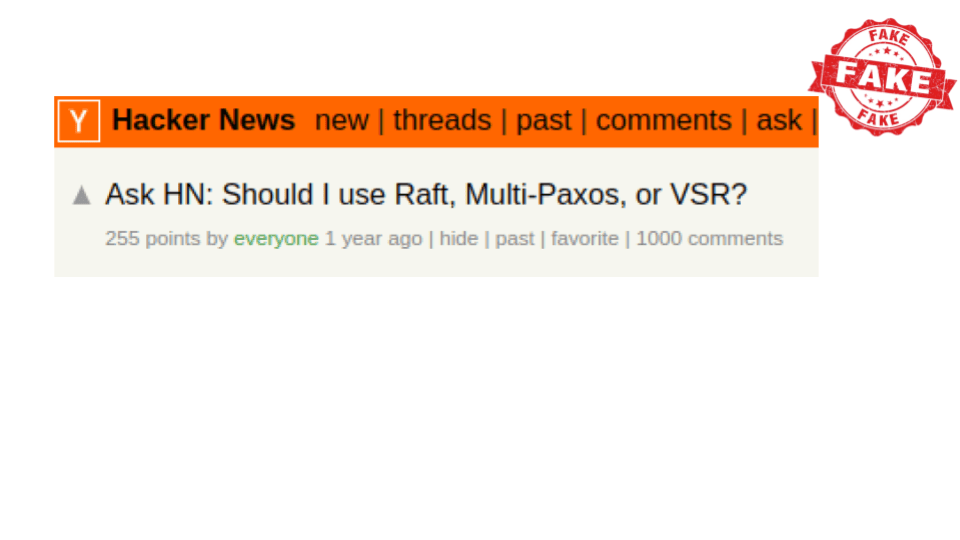 FAKE
FAKE
FAKE
Y Hacker News new | threads | past | comments | ask |
▲ Ask HN: Should I use Raft, Multi-Paxos, or VSR?
255 points by everyone 1 year ago | hide | past | favorite | 1000 comments